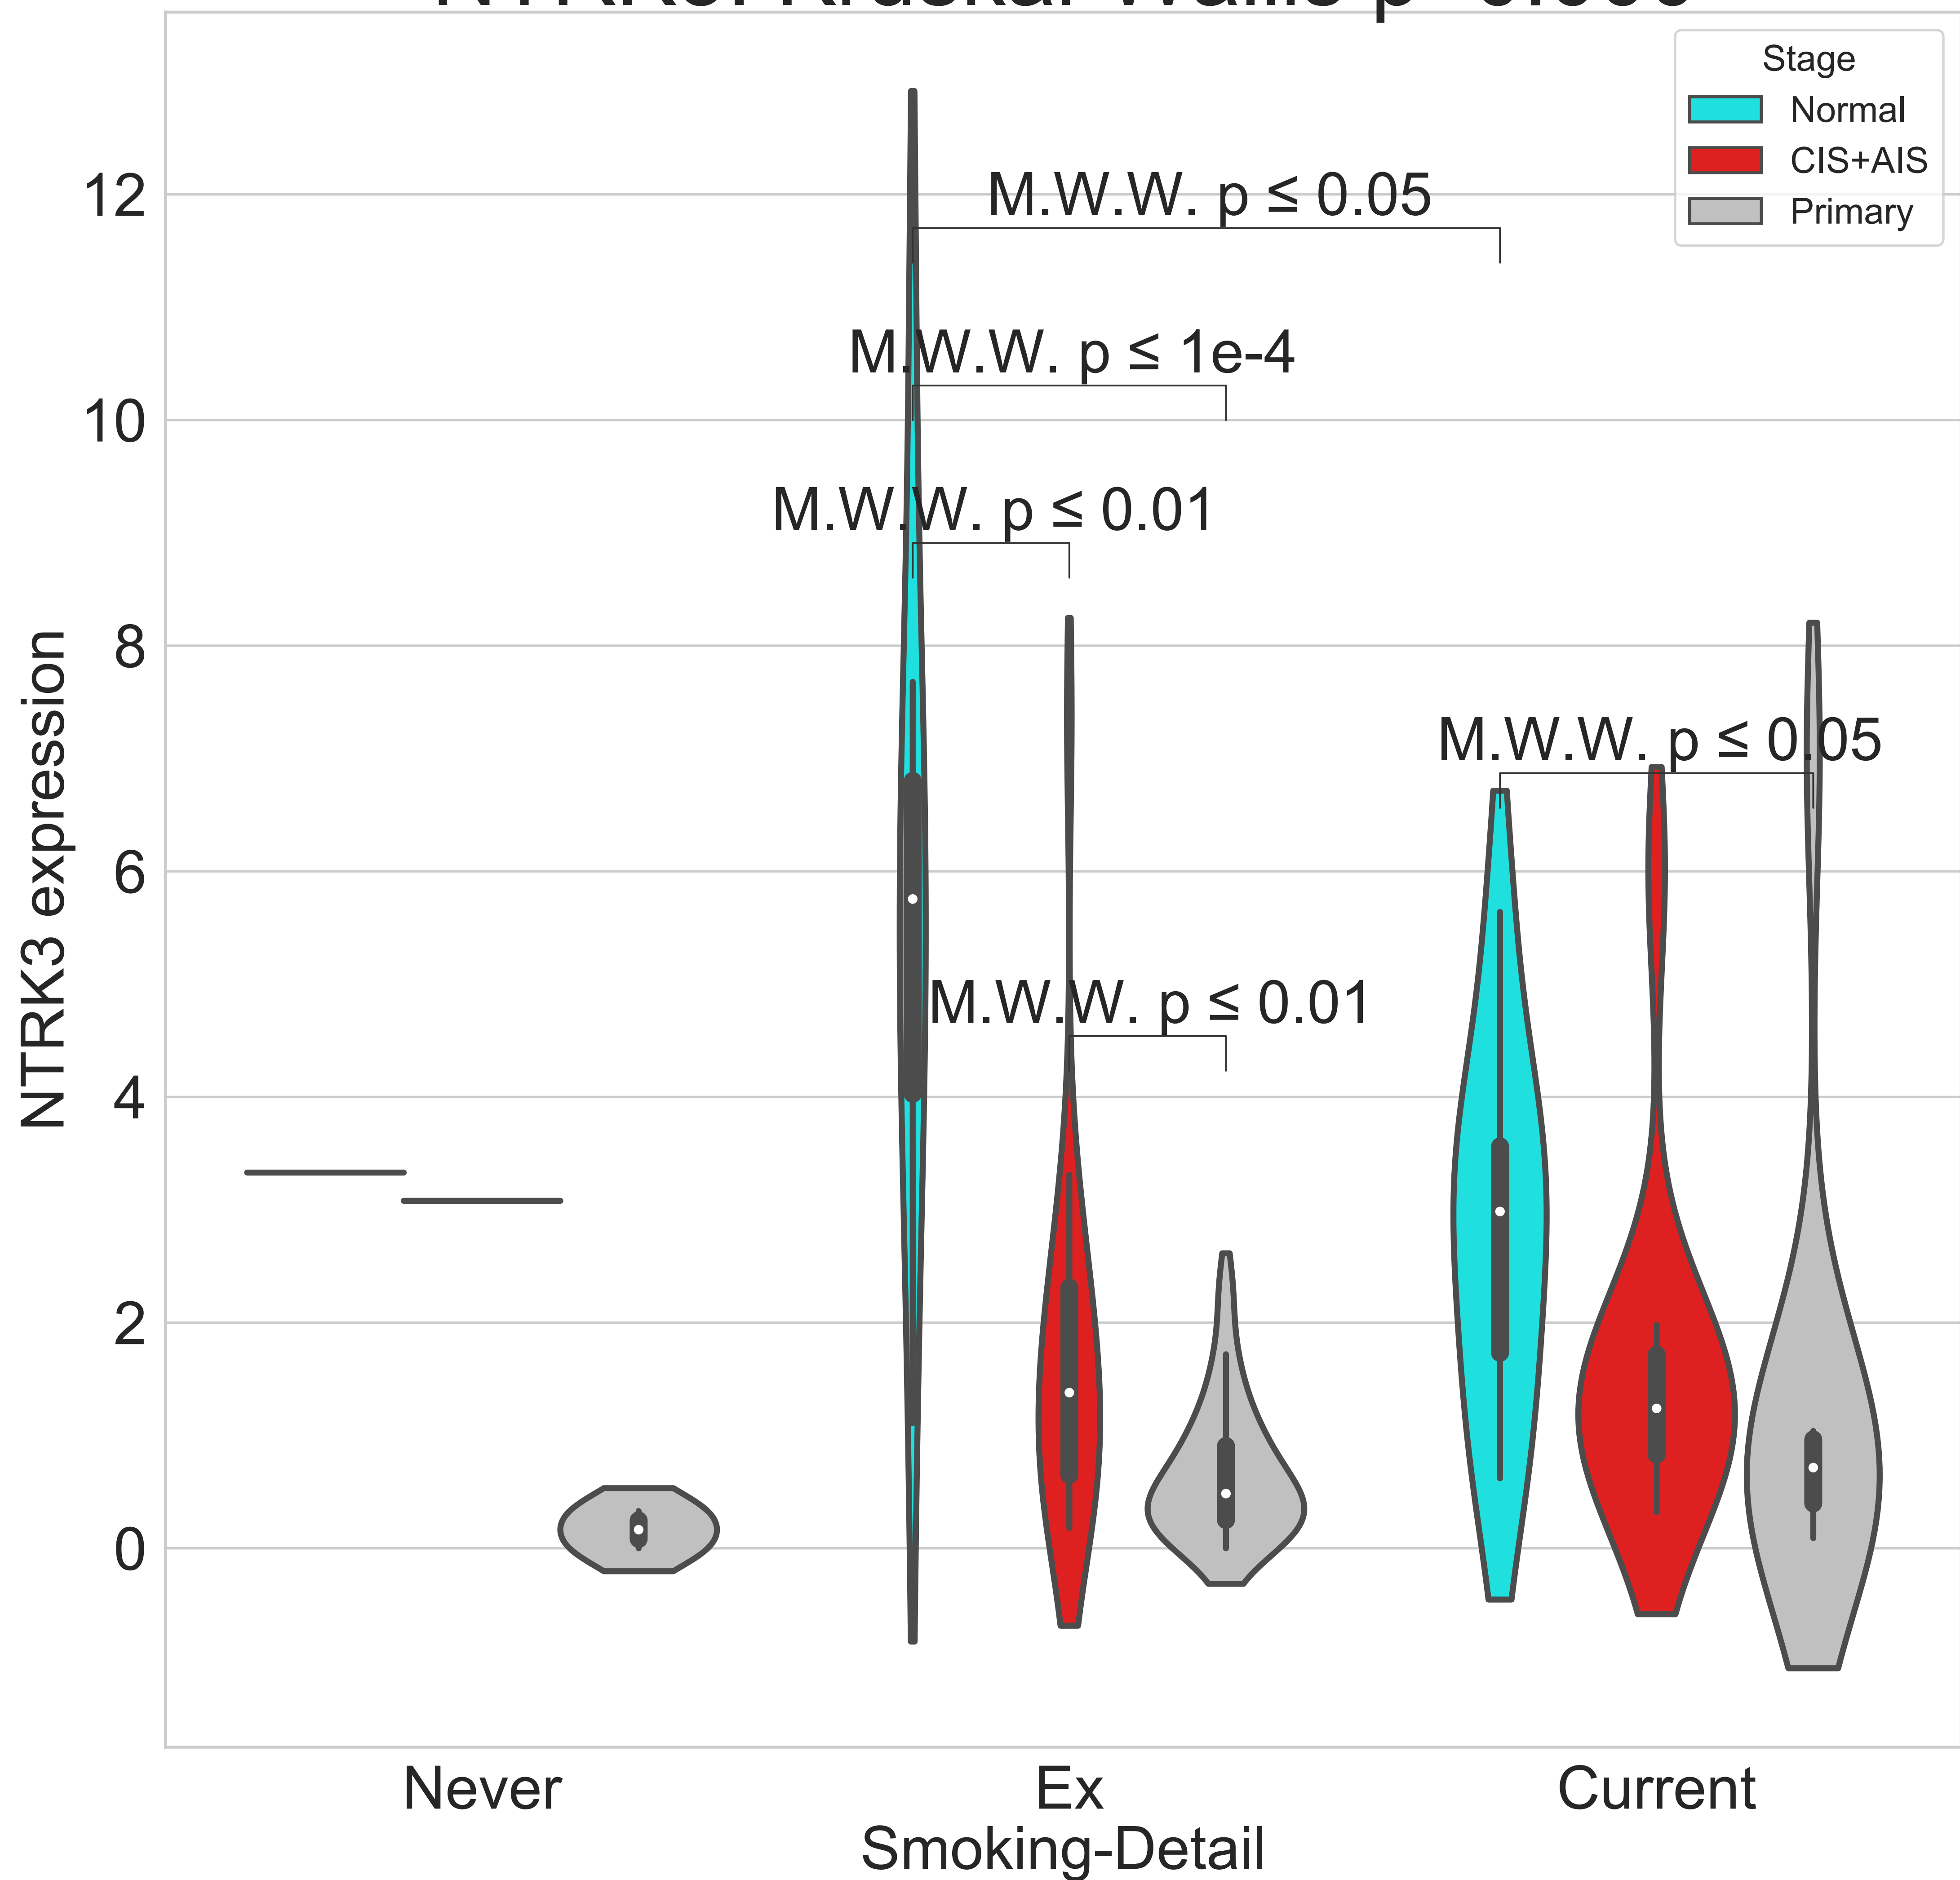 Stage
Normal
CIS+AIS
Primary
M.W.W. p ≤ 0.05
M.W.W. p ≤ 1e-4
M.W.W. p ≤ 0.01
M.W.W. p ≤ 0.05
M.W.W. p ≤ 0.01
12
10
8
6
4
2
0
NTRK3 expression
Never
Ex
Current
Smoking-Detail